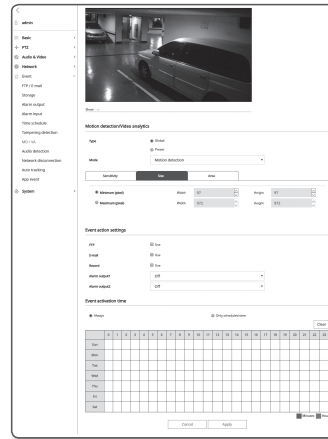 admin
Basic
PTZ
Audio & Video
Network
Event
FTP / E-mail
Storage
Alarm output
Alarm input
Time schedule
Tampering detection
MD / VA
Audio detection
Network disconnection
Auto tracking
App event
System
Motion detection/Video analytics
Type
Global
Preset
Mode
Motion detection
Sensitivity Size Area
Minimum (pixel) Width 97 Height 97
Maximum (pixel) Width 972 Height 972
Event action settings
FTP Use
E-mail Use
Record Use
Alarm output1 Off
Alarm output2 Off
Event activation time
Always Only scheduled time
Clear
0 1 2 3 4 5 6 7 8 9 10 11 12 13 14 15 16 17 18 19 20 21 22 23
Sun
Mon
Tue
Wed
Thu
Fri
Sat
Minutes
Cancel Apply